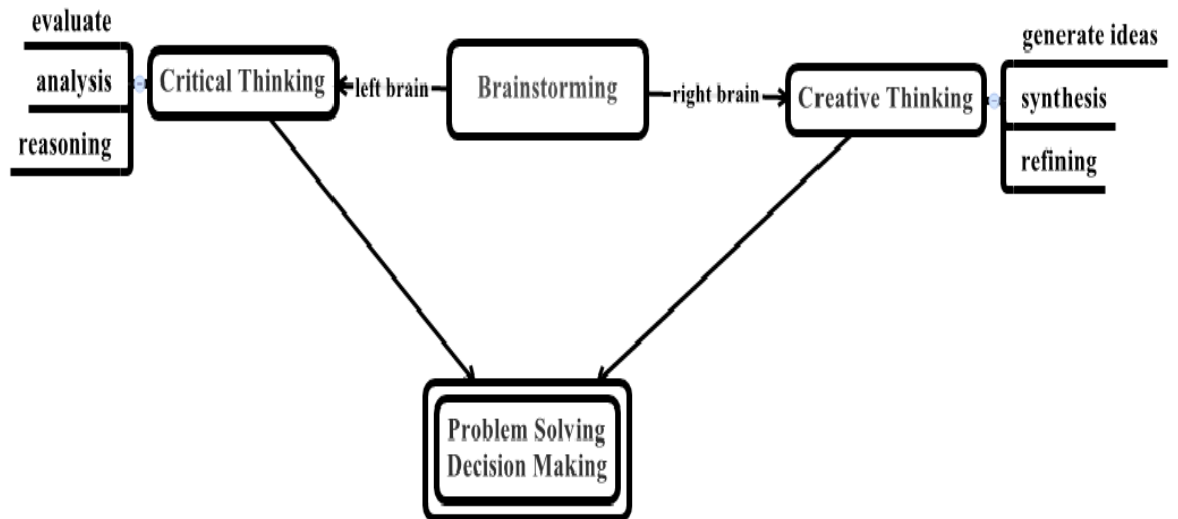 evaluate
analysis
reasoning
Critical Thinking
left brain
Brainstorming
right brain
Creative Thinking
generate ideas
synthesis
refining
Problem Solving
Decision Making